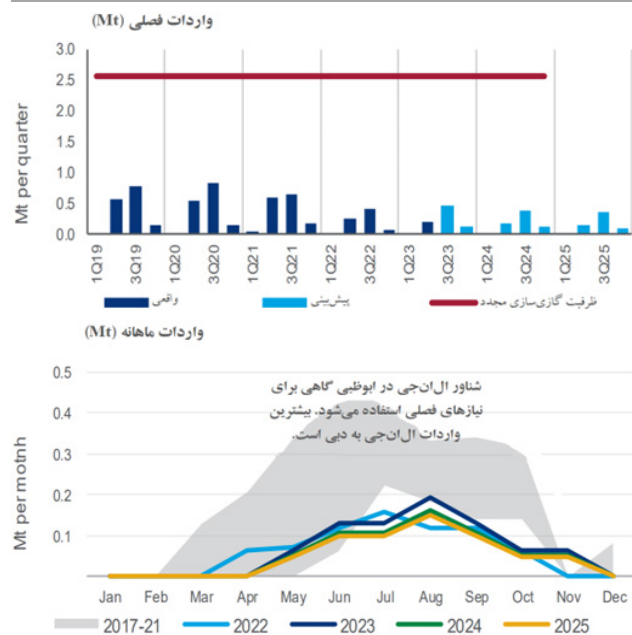 واردات فصلی (Mt)
3.0
2.5
2.0
1.5
1.0
0.5
0.0
Mt per quarter
1Q19
3Q19
1Q20
3Q20
1Q21
3Q21
1Q22
3Q22
1Q23
3Q23
1Q24
3Q24
1Q25
3Q25
واقعی
پیش‌بینی
ظرفیت گازی‌سازی مجدد
واردات ماهانه (Mt)
0.5
0.4
0.3
0.2
0.1
Mt per motnh
شناور ال‌ان‌جی در ابوظبی گاهی برای
نیازهای فصلی استفاده می‌شود. بیشترین
واردات ال‌ان‌جی به دبی است.
Jan Feb Mar Apr May Jun Jul Aug Sep Oct Nov Dec
2017-21 2022 2023 2024 2025